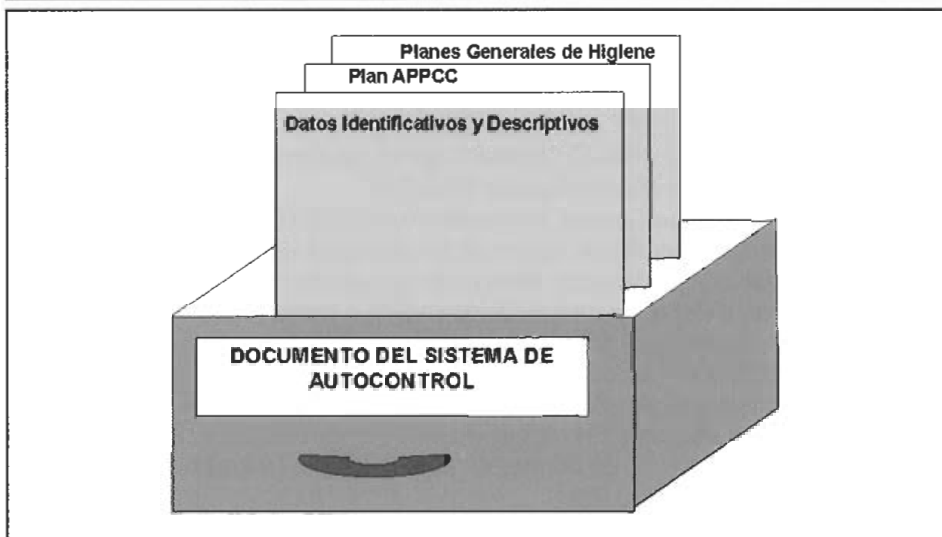 Planes Generales de Higiene
Plan APPCC
Datos Identificativos y Descriptivos
DOCUMENTO DEL SISTEMA DE
AUTOCONTROL